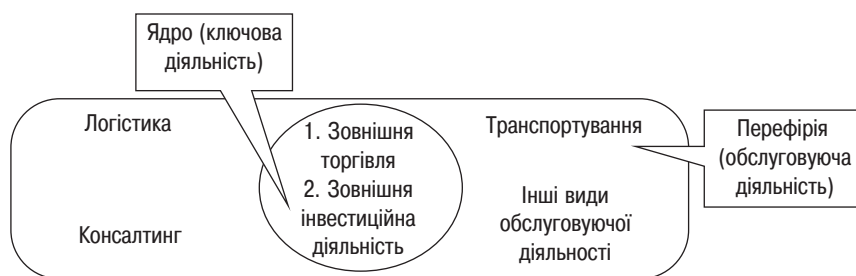 Ядро (ключова
діяльність)
Логістика
1. Зовнішня
торгівля
2. Зовнішня
інвестиційна
діяльність
Транспортування
Перефірія
(обслуговуюча
діяльність)
Консалтинг
Інші види
обслуговуючої
діяльності